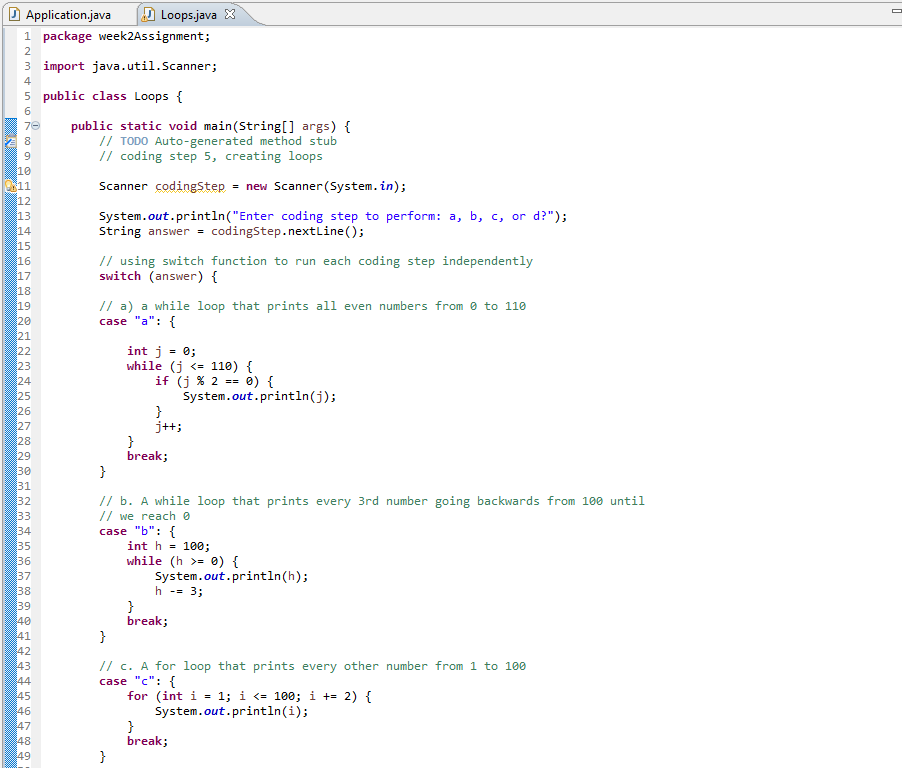 Application.java Loops.java
1 package week2Assignment;
2
3 import java.util.Scanner;
4
5 public class Loops {
6
7 public static void main(String[] args) {
8 // TODO Auto-generated method stub
9 // coding step 5, creating loops
10
11 Scanner codingStep = new Scanner(System.in);
12
13 System.out.println("Enter coding step to perform: a, b, c, or d?");
14 String answer = codingStep.nextLine();
15
16 // using switch function to run each coding step independently
17 switch (answer) {
18
19 // a) a while loop that prints all even numbers from 0 to 110
20 case "a": {
21
22 int j = 0;
23 while (j <= 110) {
24 if (j % 2 == 0) {
25 System.out.println(j);
26 }
27 j++;
28 }
29 break;
30 }
31
32 // b. A while loop that prints every 3rd number going backwards from 100 until
33 // we reach 0
34 case "b": {
35 int h = 100;
36 while (h >= 0) {
37 System.out.println(h);
38 h -= 3;
39 }
40 break;
41 }
42
43 // c. A for loop that prints every other number from 1 to 100
44 case "c": {
45 for (int i = 1; i <= 100; i += 2) {
46 System.out.println(i);
47 }
48 break;
49 }